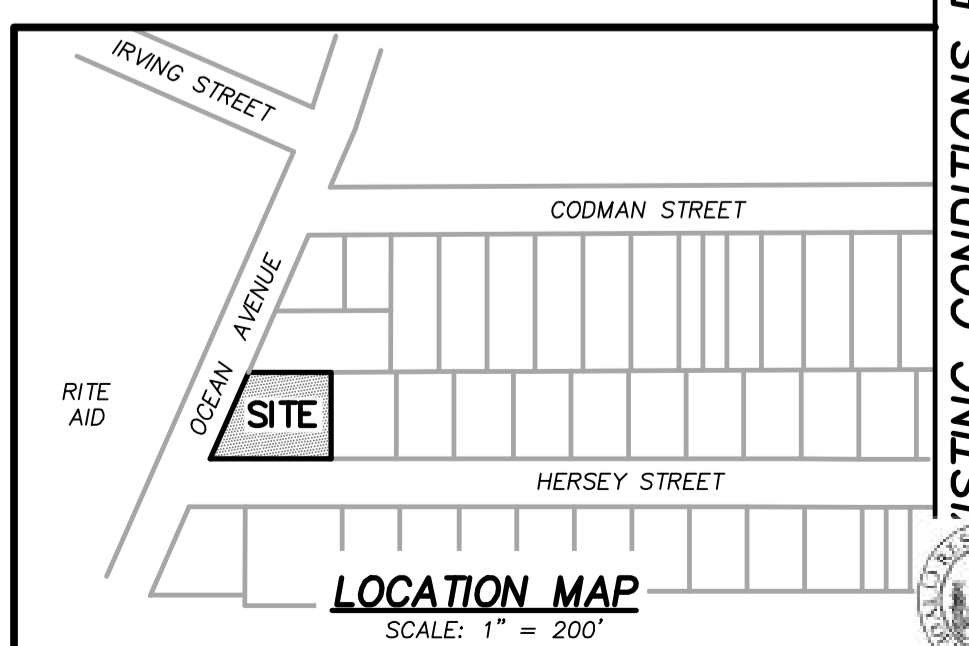 IRVING STREET
CODMAN STREET
OCEAN AVENUE
RITE
AID
SITE
HERSEY STREET
LOCATION MAP
SCALE: 1" = 200'
CONDITIONS